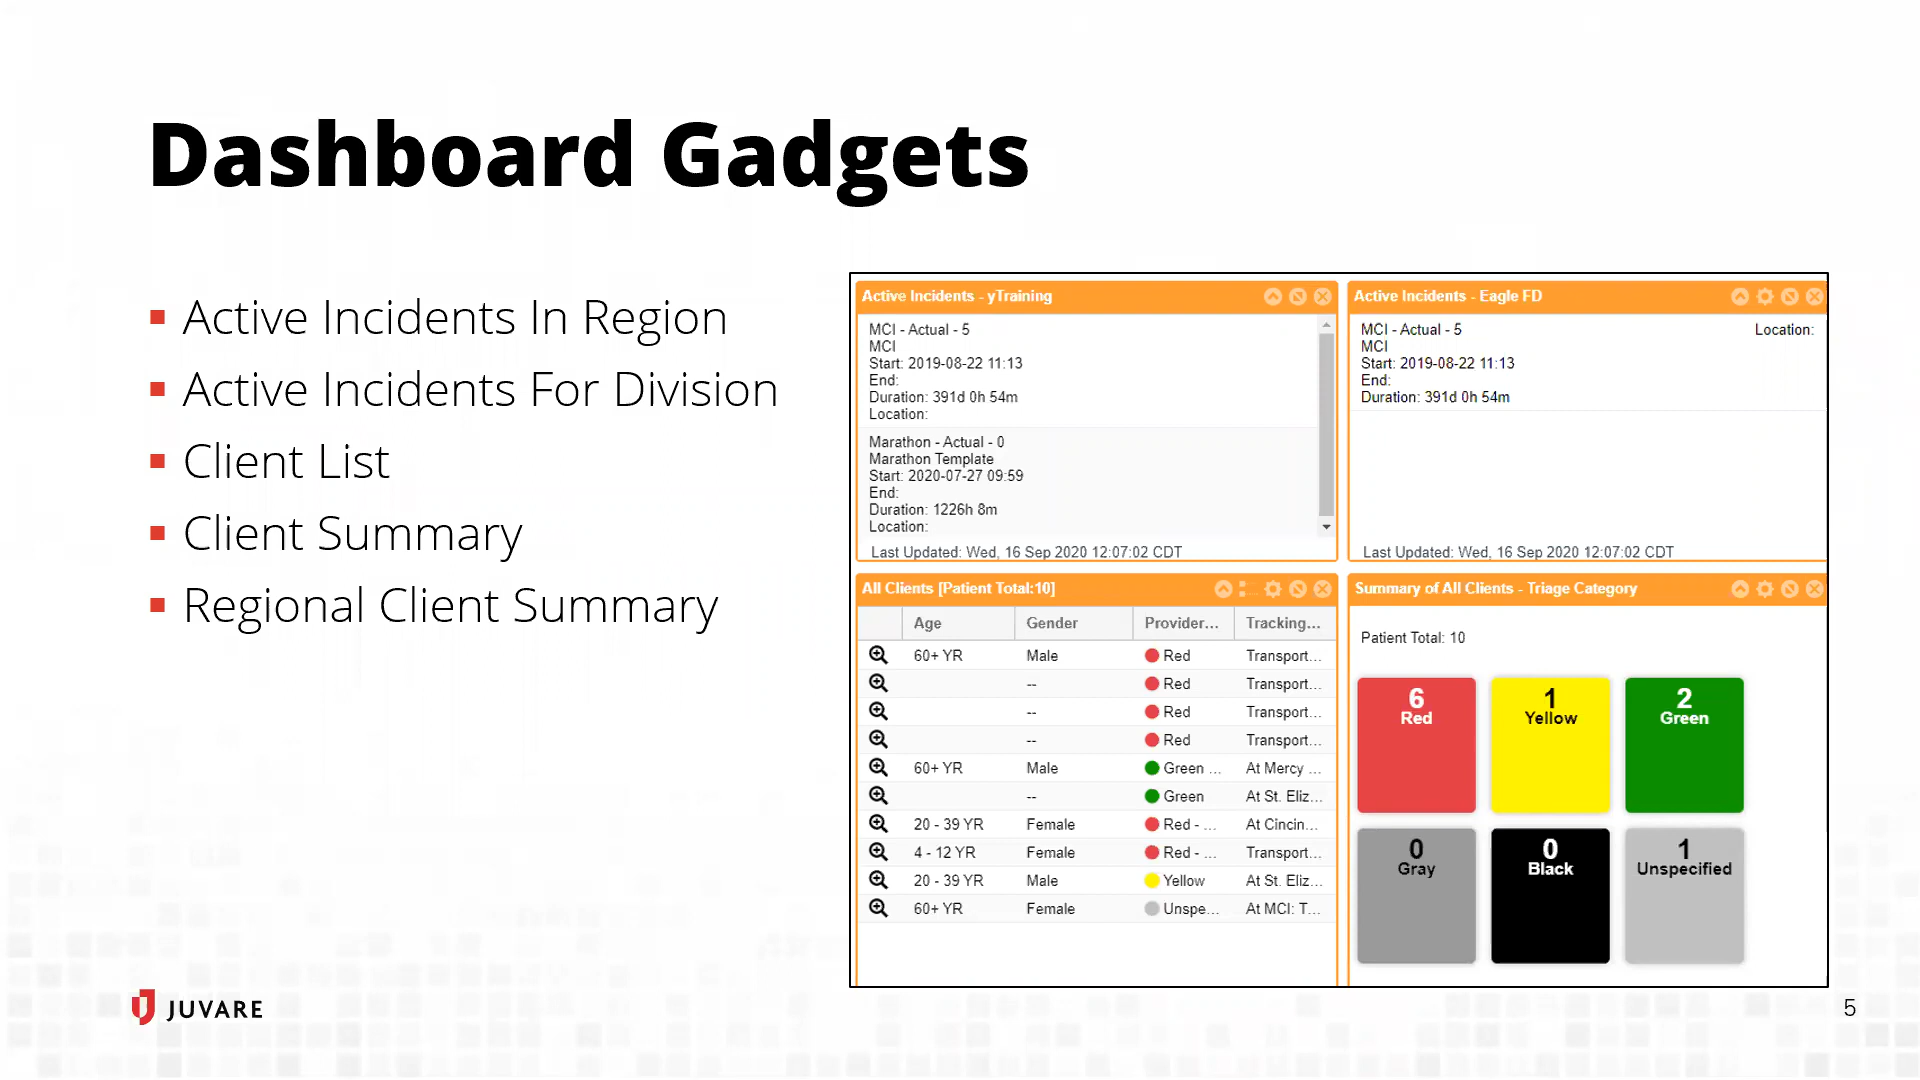 Dashboard Gadgets
Active Incidents In Region
Active Incidents For Division
Client List
Client Summary
Regional Client Summary
Active Incidents - yTraining
MCI - Actual - 5
MCI
Start: 2019-08-22 11:13
End:
Duration: 391d 0h 54m
Location:
Marathon - Actual - 0
Marathon Template
Start: 2020-07-27 09:59
End:
Duration: 1226h 8m
Location:
Last Updated: Wed, 16 Sep 2020 12:07:02 CDT
Active Incidents - Eagle FD
MCI - Actual - 5 Location:
MCI
Start: 2019-08-22 11:13
End:
Duration: 391d 0h 54m
Last Updated: Wed, 16 Sep 2020 12:07:02 CDT
All Clients [Patient Total:10]
Age Gender Provider... Tracking...
60+ YR Male Red Transport...
-- Red Transport...
-- Red Transport...
-- Red Transport...
60+ YR Male Green ... At Mercy ...
-- Green At St. Eliz...
20 - 39 YR Female Red - ... At Cincin...
4 - 12 YR Female Red - ... Transport...
20 - 39 YR Male Yellow At St. Eliz...
60+ YR Female Unspe... At MCI: T...
Summary of All Clients - Triage Category
Patient Total: 10
6 1 2
Red Yellow Green
0 0 1
Gray Black Unspecified
JUVARE
5